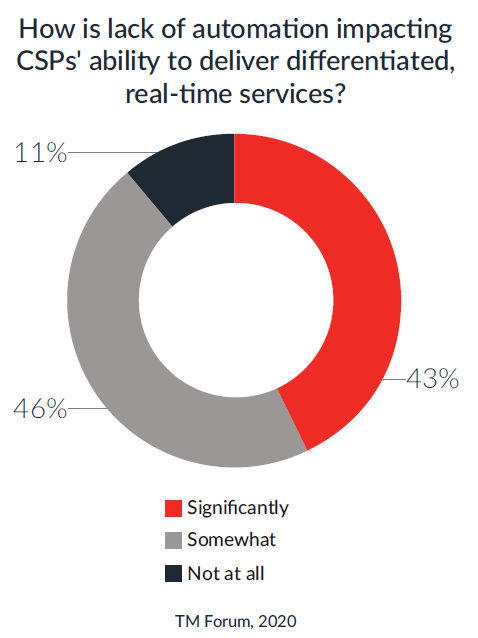 How is lack of automation impacting
CSPs' ability to deliver differentiated,
real-time services?
11%
43%
46%
Significantly
Somewhat
Not at all
TM Forum, 2020